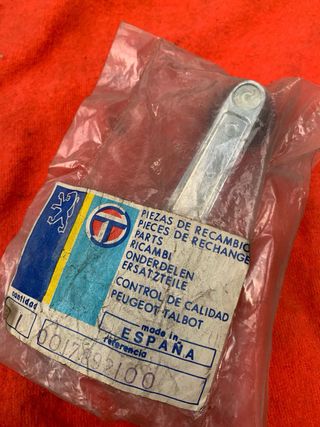 PIEZAS DE RECAMBIO
PIECES DE RECHANGE
PARTS
RICAMBI
ONDERDELEN
ERSATZTEILE
CONTROL DE CALIDAD
PEUGEOT-TALBOT
made in
ESPAÑA
cantidad
referencia
1